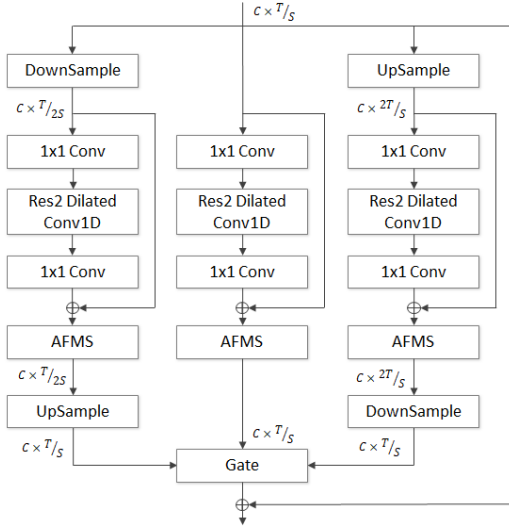 C × T/S
DownSample
UpSample
C × T/2S
C × 2T/S
1x1 Conv
1x1 Conv
1x1 Conv
Res2 Dilated
Conv1D
Res2 Dilated
Conv1D
Res2 Dilated
Conv1D
1x1 Conv
1x1 Conv
1x1 Conv
AFMS
AFMS
AFMS
C × T/2S
C × 2T/S
UpSample
DownSample
C × T/S
C × T/S
C × T/S
Gate